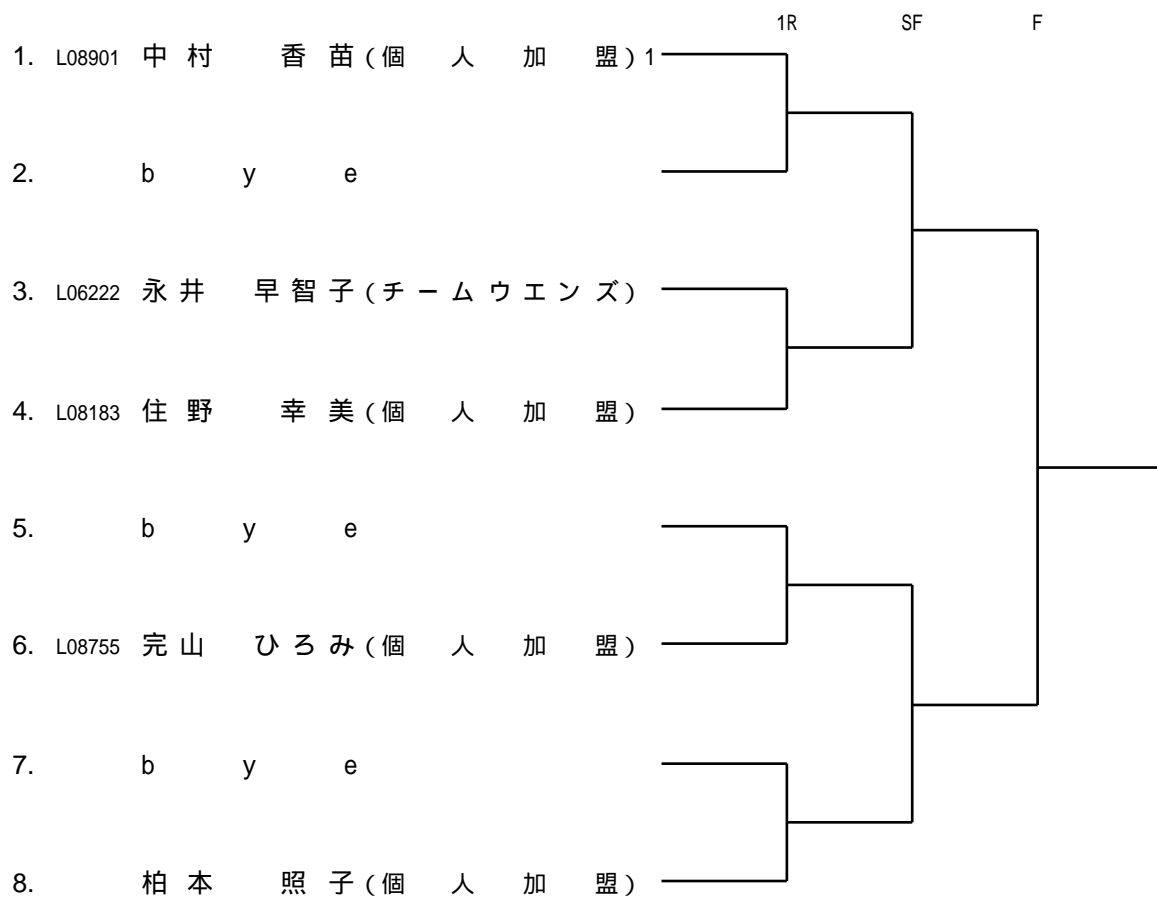 1R SF F
1. L08901 中村 香苗(個人加盟) 1
2. bye
3. L06222 永井 早智子(チームウエンズ)
4. L08183 住野 幸美(個人加盟)
5. bye
6. L08755 完山 ひろみ(個人加盟)
7. bye
8. 柏本 照子(個人加盟)